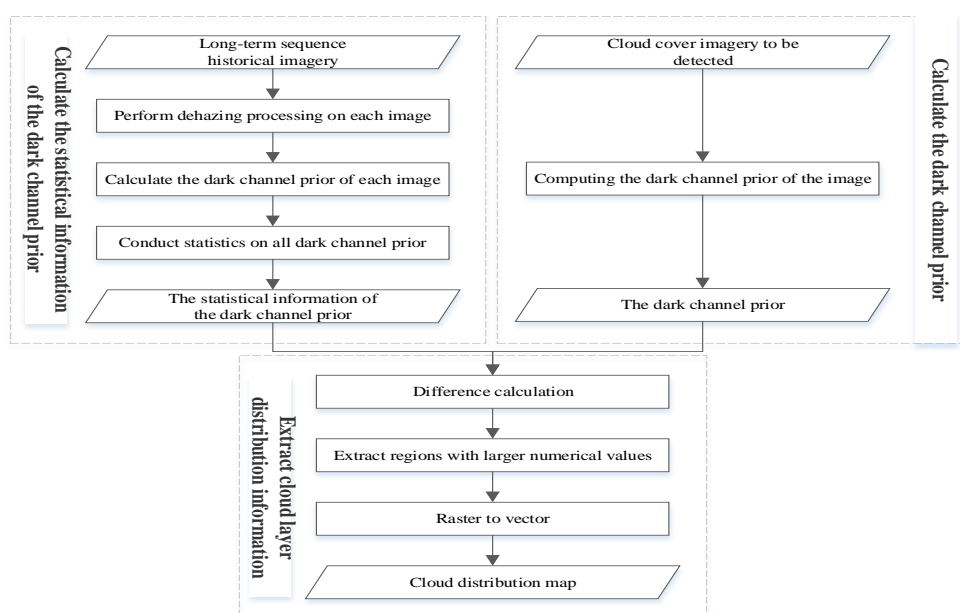 Calculate the statistical information
of the dark channel prior
Long-term sequence
historical imagery
Perform dehazing processing on each image
Calculate the dark channel prior of each image
Conduct statistics on all dark channel prior
The statistical information of
the dark channel prior
Cloud cover imagery to be
detected
Computing the dark channel prior of the image
The dark channel prior
Calculate the dark channel prior
Extract cloud layer
distribution information
Difference calculation
Extract regions with larger numerical values
Raster to vector
Cloud distribution map